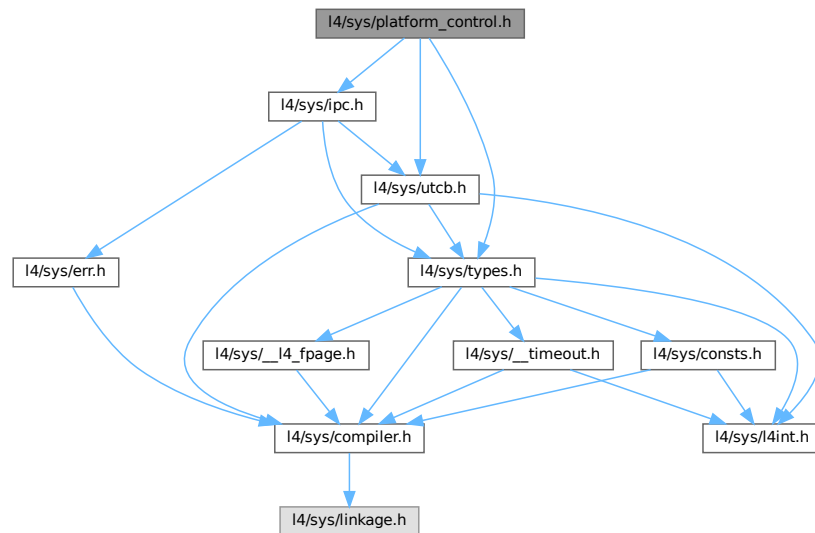 l4/sys/platform_control.h
l4/sys/ipc.h
l4/sys/utcb.h
l4/sys/err.h
l4/sys/types.h
l4/sys/__l4_fpage.h
l4/sys/__timeout.h
l4/sys/consts.h
l4/sys/compiler.h
l4/sys/l4int.h
l4/sys/linkage.h